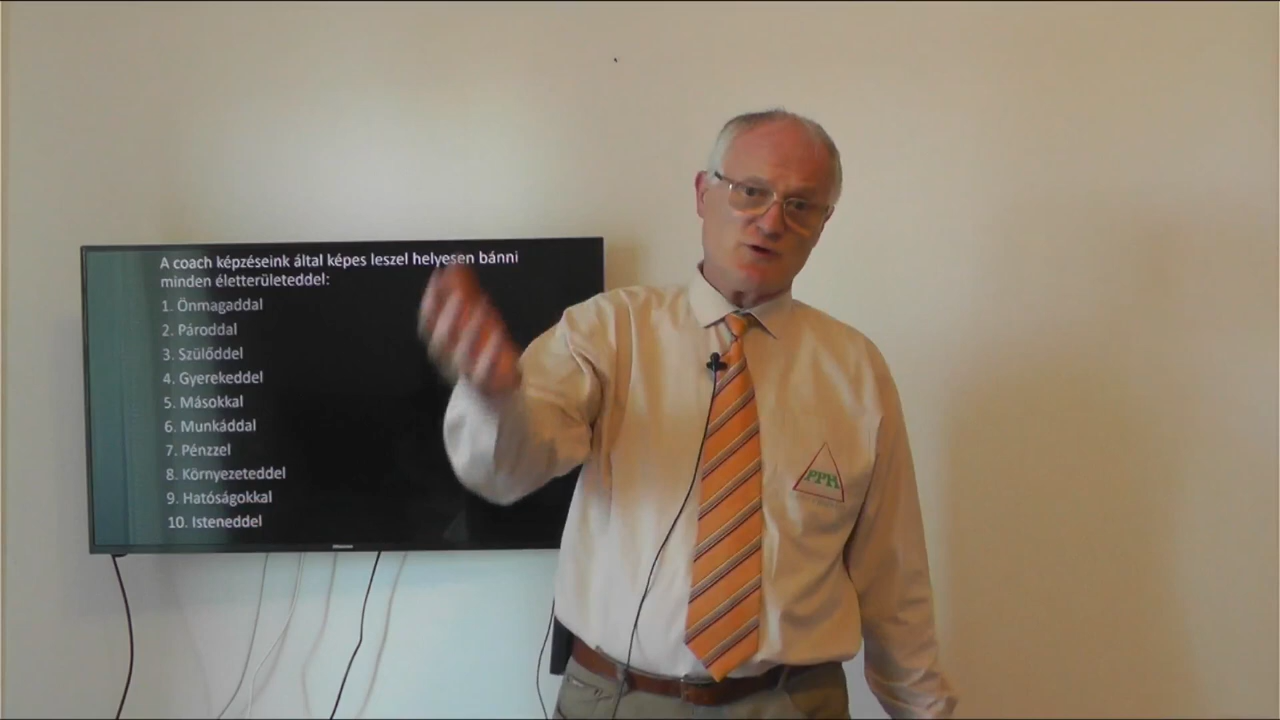 A coach képzéseink által képes leszel helyesen bánni
minden életterületeddel:
1. Önmagaddal
2. Pároddal
3. Szülőddel
4. Gyerekeddel
5. Másokkal
6. Munkáddal
7. Pénzzel
8. Környezeteddel
9. Hatóságokkal
10. Isteneddel
PPH